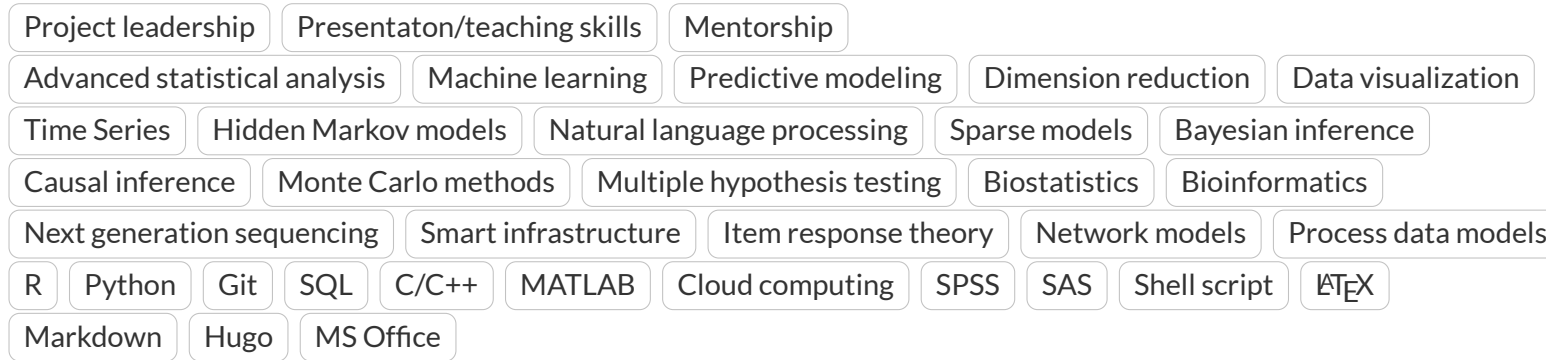 Project leadership Presentaton/teaching skills Mentorship
Advanced statistical analysis Machine learning Predictive modeling Dimension reduction Data visualization
Time Series Hidden Markov models Natural language processing Sparse models Bayesian inference
Causal inference Monte Carlo methods Multiple hypothesis testing Biostatistics Bioinformatics
Next generation sequencing Smart infrastructure Item response theory Network models Process data models
R Python Git SQL C/C++ MATLAB Cloud computing SPSS SAS Shell script LATEX
Markdown Hugo MS Office